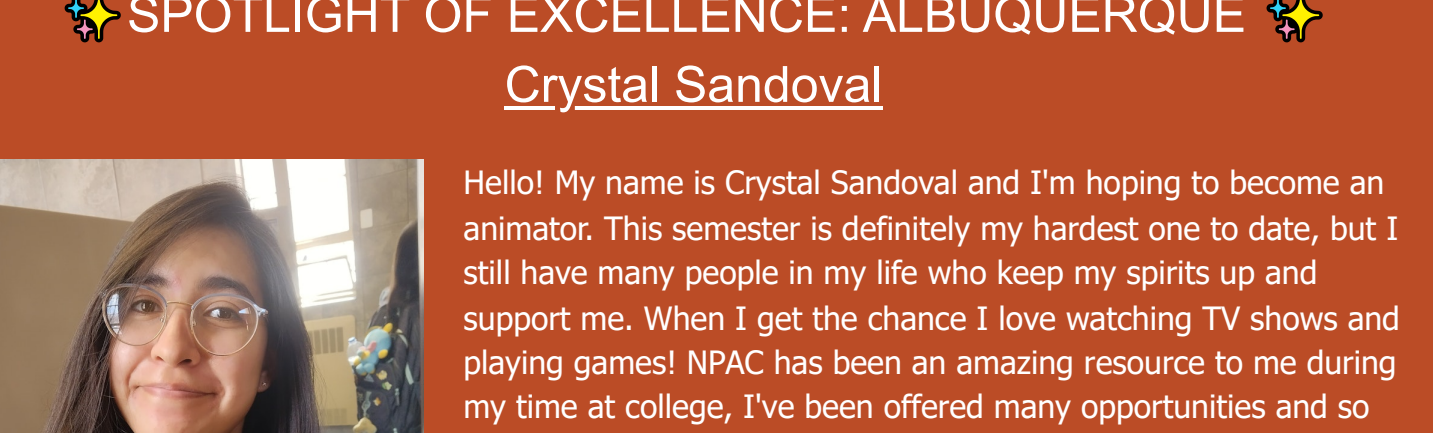 SPOTLIGHT OF EXCELLENCE: ALBUQUERQUE
Crystal Sandoval
Hello! My name is Crystal Sandoval and I'm hoping to become an
animator. This semester is definitely my hardest one to date, but I
still have many people in my life who keep my spirits up and
support me. When I get the chance I love watching TV shows and
playing games! NPAC has been an amazing resource to me during
my time at college, I've been offered many opportunities and so